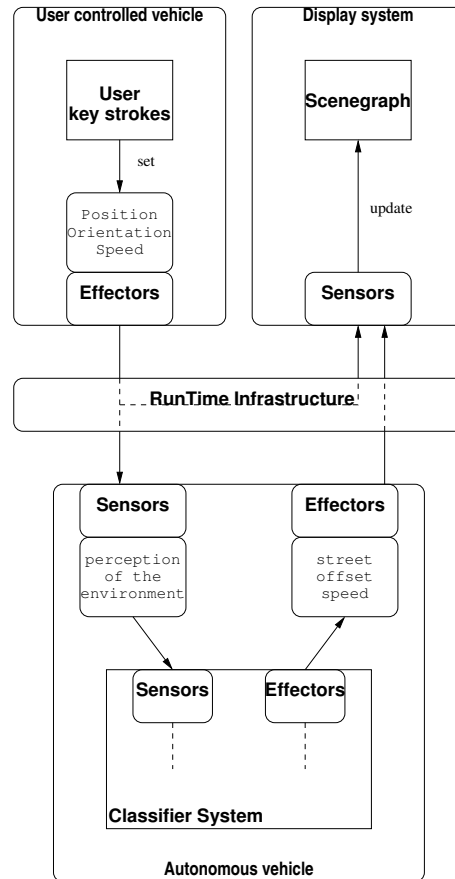 User controlled vehicle
Display system
User
key strokes
Scenegraph
set
update
Position
Orientation
Speed
Effectors
Sensors
RunTime Infrastructure
Sensors
Effectors
perception
of the
environment
street
offset
speed
Sensors
Effectors
Classifier System
Autonomous vehicle